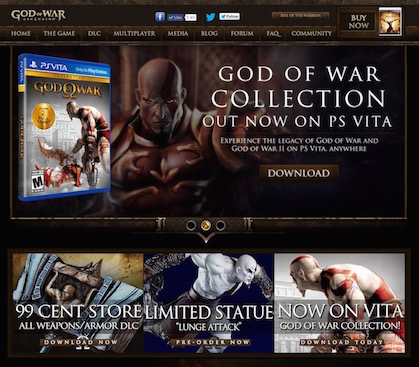 GOD OF WAR
ASCENSION
Like
Follow
RISE OF THE WARRIOR
BUY
NOW
HOME THE GAME DLC MULTIPLAYER MEDIA BLOG FORUM FAQ COMMUNITY
PSVITA
Only On PlayStation
COLLECTION
GOD OF WAR
M
GOD OF WAR
COLLECTION
OUT NOW ON PS VITA
Experience the legacy of God of War and
God of War II on PS Vita, anywhere
DOWNLOAD
99 CENT STORE
ALL WEAPONS/ARMOR DLC
DOWNLOAD NOW
LIMITED STATUE
"LUNGE ATTACK"
PRE-ORDER NOW
NOW ON VITA
GOD OF WAR COLLECTION!
DOWNLOAD TODAY